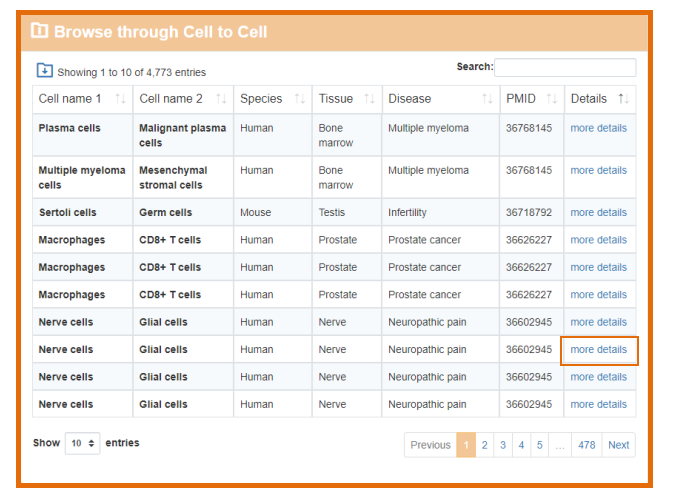 Browse through Cell to Cell
Showing 1 to 10 of 4,773 entries
Search:
Cell name 1 ↑↓ Cell name 2 ↑↓ Species ↑↓ Tissue ↑↓ Disease ↑↓ PMID ↑↓ Details ↑↓
Plasma cells Malignant plasma cells Human Bone marrow Multiple myeloma 36768145 more details
Multiple myeloma cells Mesenchymal stromal cells Human Bone marrow Multiple myeloma 36768145 more details
Sertoli cells Germ cells Mouse Testis Infertility 36718792 more details
Macrophages CD8+ T cells Human Prostate Prostate cancer 36626227 more details
Macrophages CD8+ T cells Human Prostate Prostate cancer 36626227 more details
Macrophages CD8+ T cells Human Prostate Prostate cancer 36626227 more details
Nerve cells Glial cells Human Nerve Neuropathic pain 36602945 more details
Nerve cells Glial cells Human Nerve Neuropathic pain 36602945 more details
Nerve cells Glial cells Human Nerve Neuropathic pain 36602945 more details
Nerve cells Glial cells Human Nerve Neuropathic pain 36602945 more details
Show 10 entries
Previous 1 2 3 4 5 ... 478 Next